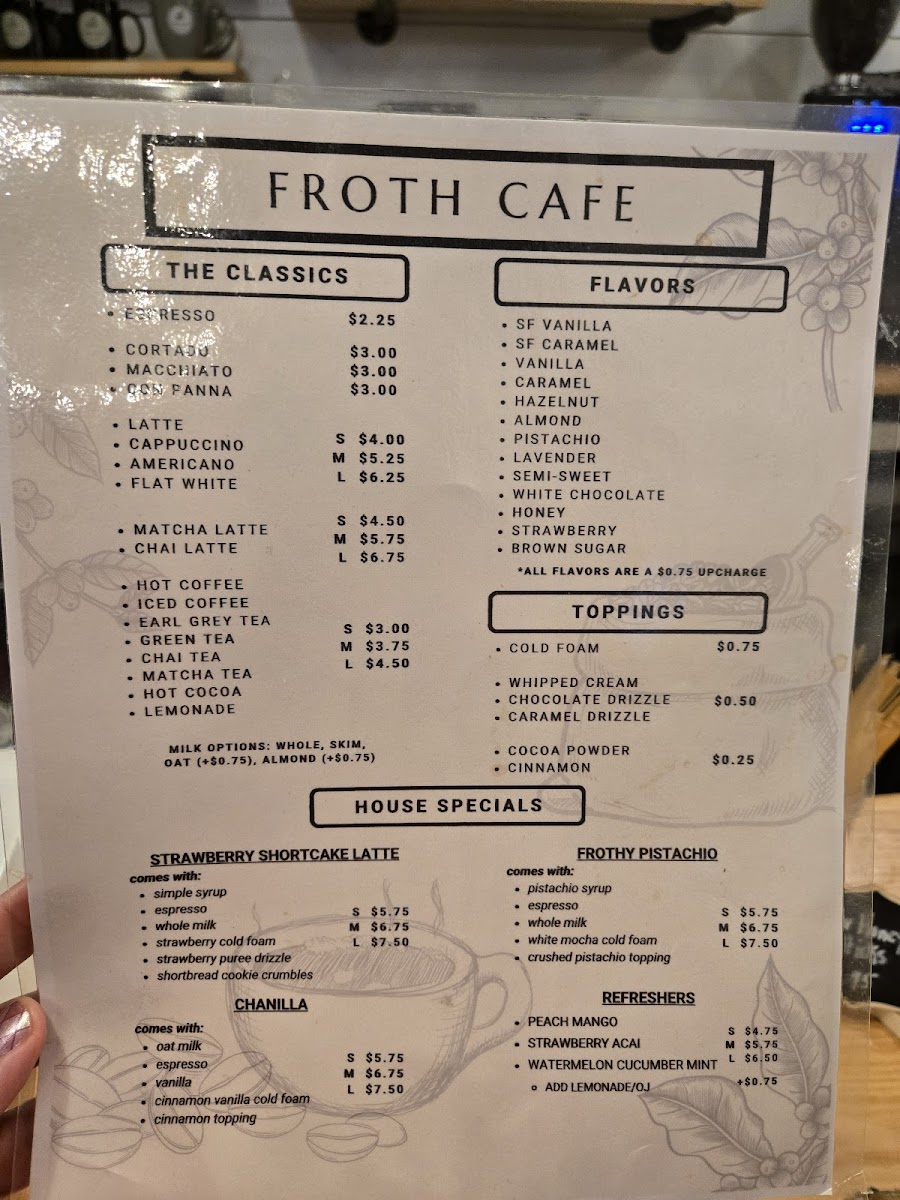 FROTH CAFE
THE CLASSICS
• ESPRESSO $2.25
• CORTADO $3.00
• MACCHIATO $3.00
• CON PANNA $3.00
• LATTE
• CAPPUCCINO
• AMERICANO
• FLAT WHITE
S $4.00
M $5.25
L $6.25
• MATCHA LATTE
• CHAI LATTE
S $4.50
M $5.75
L $6.75
• HOT COFFEE
• ICED COFFEE
• EARL GREY TEA
• GREEN TEA
• CHAI TEA
• MATCHA TEA
• HOT COCOA
• LEMONADE
S $3.00
M $3.75
L $4.50
MILK OPTIONS: WHOLE, SKIM,
OAT (+$0.75), ALMOND (+$0.75)
FLAVORS
• SF VANILLA
• SF CARAMEL
• VANILLA
• CARAMEL
• HAZELNUT
• ALMOND
• PISTACHIO
• LAVENDER
• SEMI-SWEET
• WHITE CHOCOLATE
• HONEY
• STRAWBERRY
• BROWN SUGAR
*ALL FLAVORS ARE A $0.75 UPCHARGE
TOPPINGS
• COLD FOAM $0.75
• WHIPPED CREAM
• CHOCOLATE DRIZZLE $0.50
• CARAMEL DRIZZLE
• COCOA POWDER
• CINNAMON
$0.25
HOUSE SPECIALS
STRAWBERRY SHORTCAKE LATTE
comes with:
• simple syrup
• espresso
• whole milk
• strawberry cold foam
• strawberry puree drizzle
• shortbread cookie crumbles
S $5.75
M $6.75
L $7.50
FROTHY PISTACHIO
comes with:
• pistachio syrup
• espresso
• whole milk
• white mocha cold foam
• crushed pistachio topping
S $5.75
M $6.75
L $7.50
CHANILLA
comes with:
• oat milk
• espresso
• vanilla
• cinnamon vanilla cold foam
• cinnamon topping
S $5.75
M $6.75
L $7.50
REFRESHERS
• PEACH MANGO
• STRAWBERRY ACAI
• WATERMELON CUCUMBER MINT
S $4.75
M $5.75
L $6.50
o ADD LEMONADE/OJ +$0.75